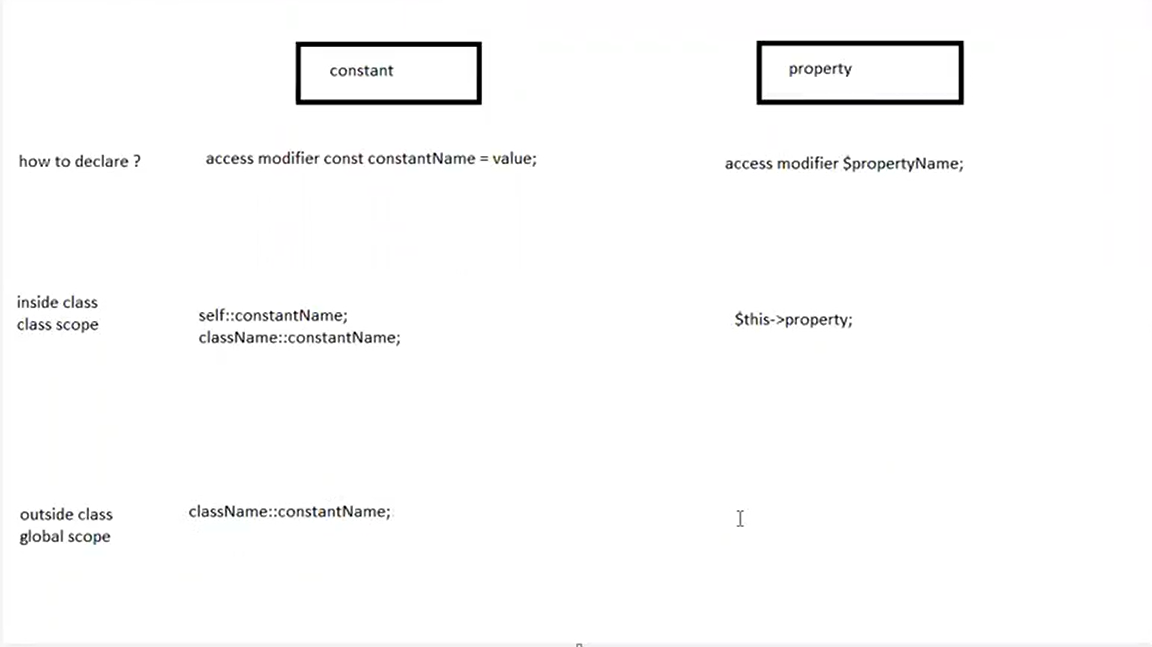 constant
property
how to declare ?
access modifier const constantName = value;
access modifier $propertyName;
inside class
class scope
self::constantName;
className::constantName;
$this->property;
outside class
global scope
className::constantName;